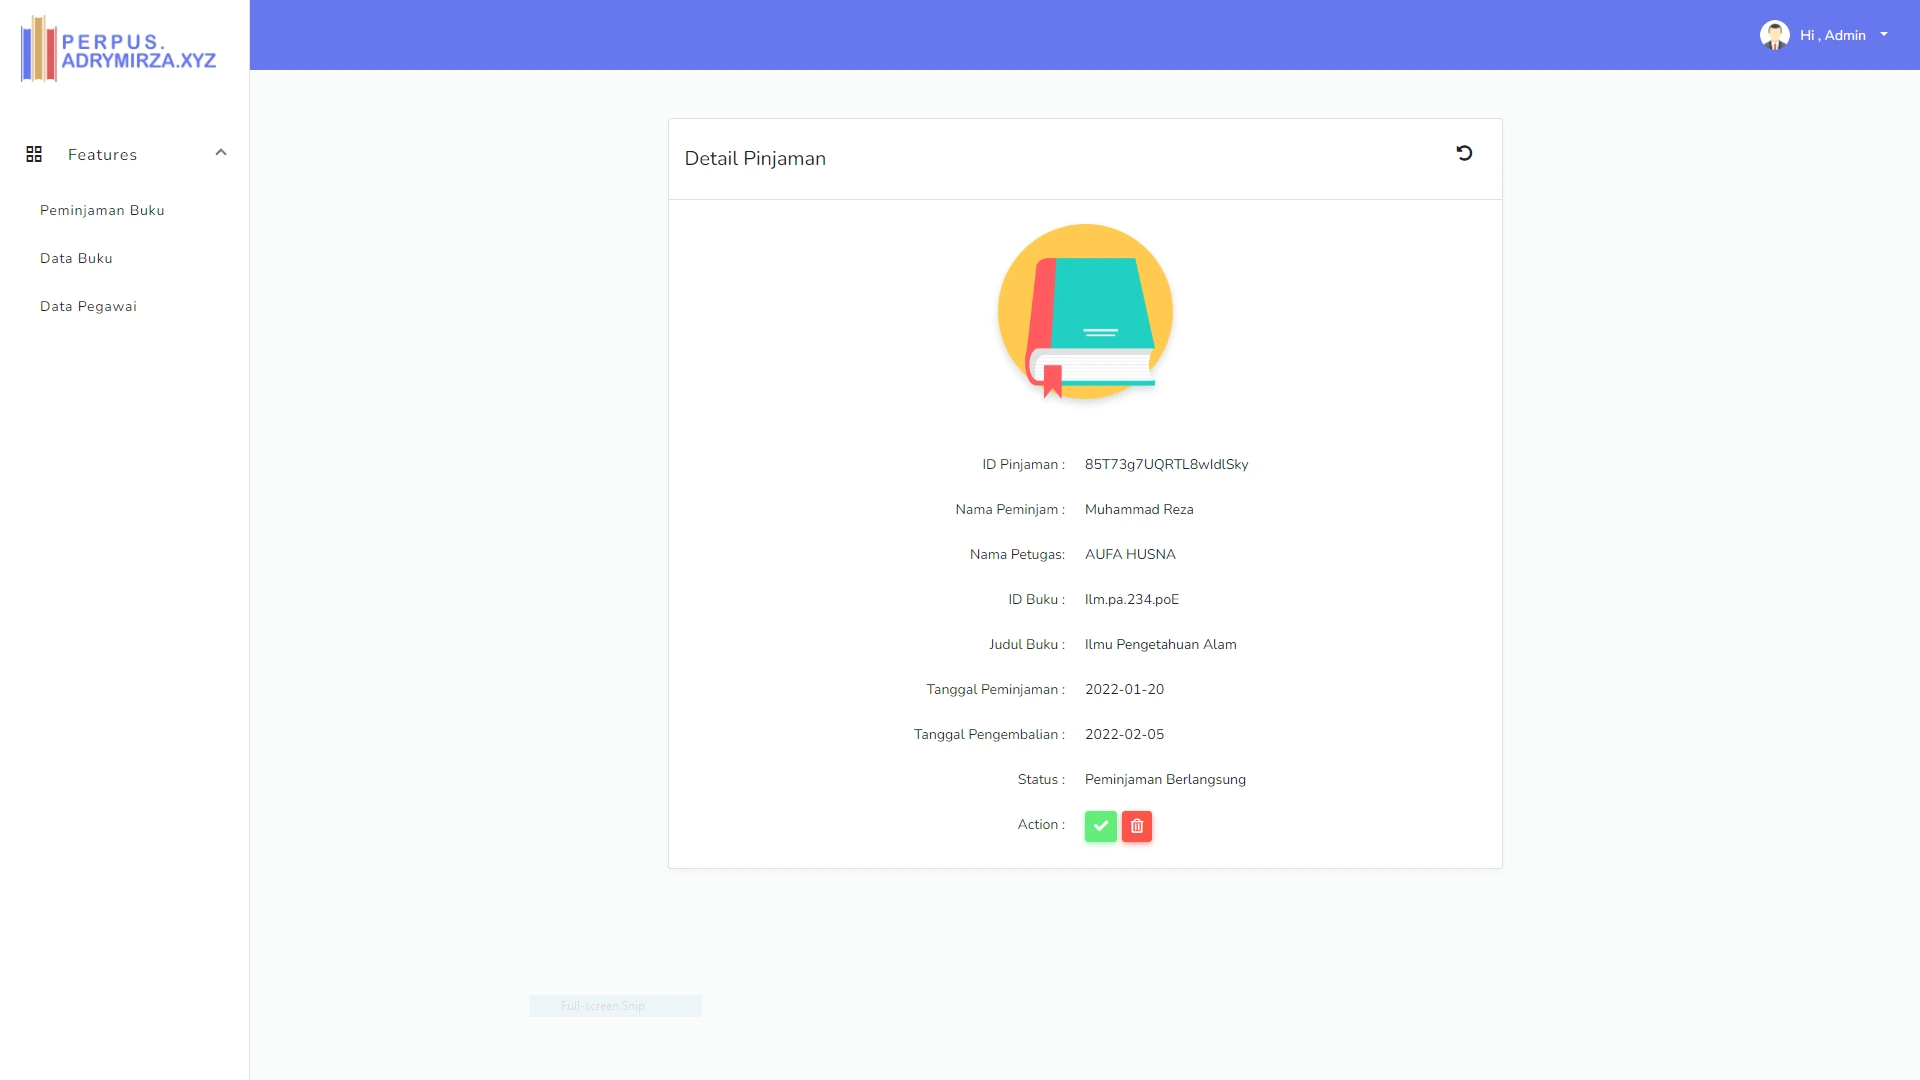 PERPUS.
ADRYMIRZA.XYZ
Hi , Admin
Features
Peminjaman Buku
Data Buku
Data Pegawai
Detail Pinjaman
ID Pinjaman : 85T73g7UQRTL8wIdlSky
Nama Peminjam : Muhammad Reza
Nama Petugas: AUFA HUSNA
ID Buku : Ilm.pa.234.poE
Judul Buku : Ilmu Pengetahuan Alam
Tanggal Peminjaman : 2022-01-20
Tanggal Pengembalian : 2022-02-05
Status : Peminjaman Berlangsung
Action :
Full-screen Snip